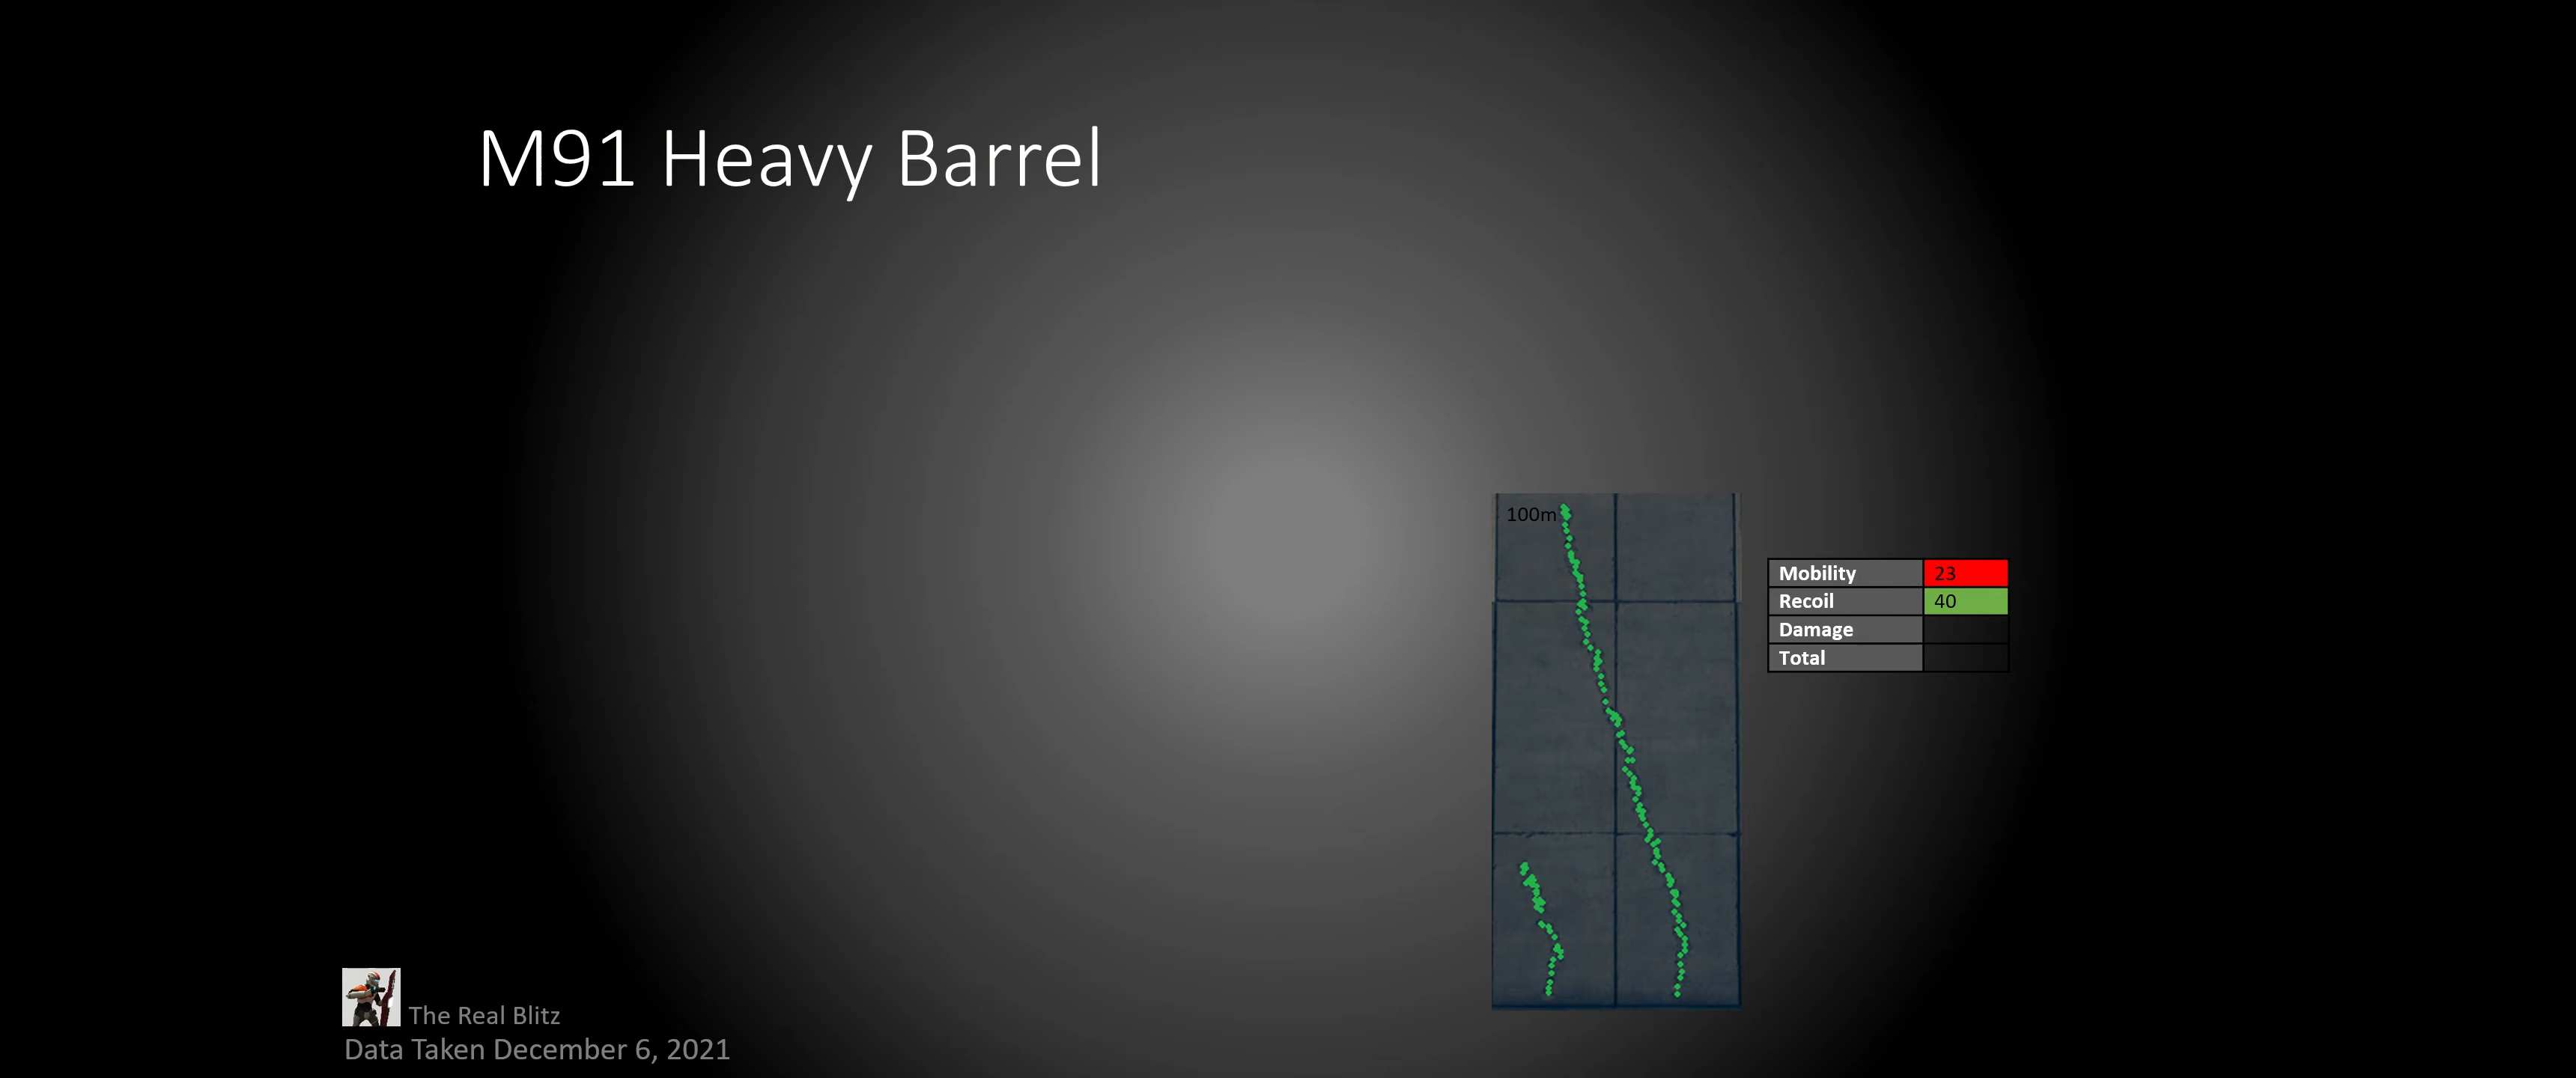 M91 Heavy Barrel
100m
Mobility 23
Recoil 40
Damage
Total
The Real Blitz
Data Taken December 6, 2021